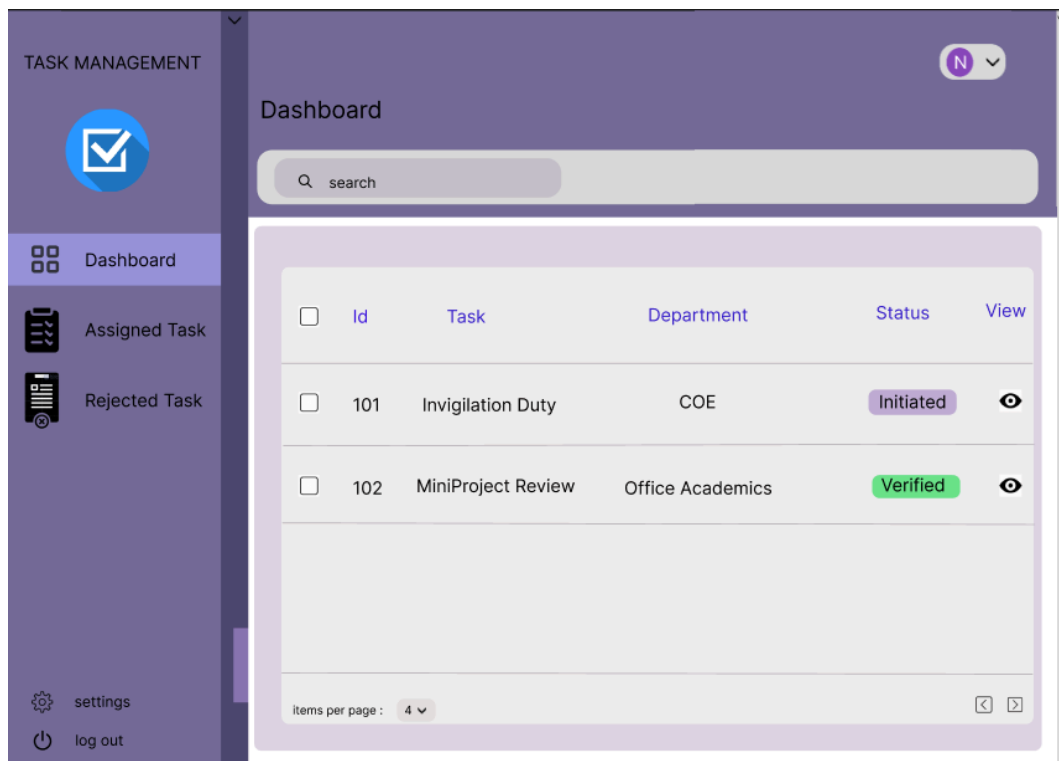 TASK MANAGEMENT
N
Dashboard
search
Dashboard
Assigned Task
Rejected Task
Id Task Department Status View
101 Invigilation Duty COE Initiated
102 MiniProject Review Office Academics Verified
items per page : 4
settings
log out